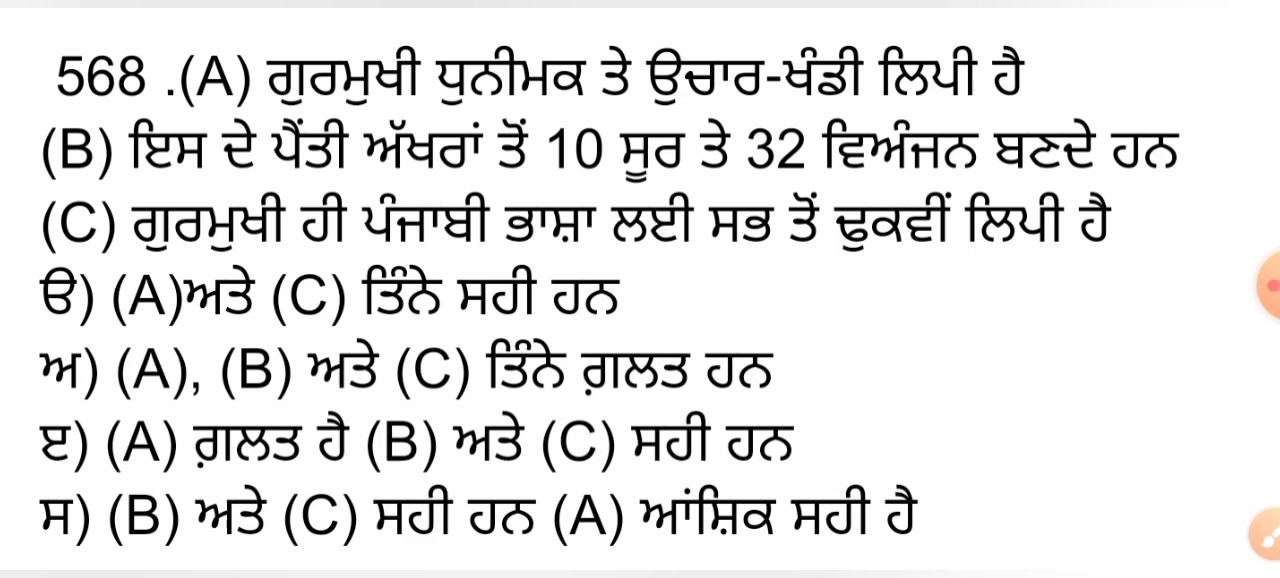 568 .(A) ਗੁਰਮੁਖੀ ਧੁਨੀਮਕ ਤੇ ਉਚਾਰ-ਖੰਡੀ ਲਿਪੀ ਹੈ
(B) ਇਸ ਦੇ ਪੈਂਤੀ ਅੱਖਰਾਂ ਤੋਂ 10 ਸੂਰ ਤੇ 32 ਵਿਅੰਜਨ ਬਣਦੇ ਹਨ
(C) ਗੁਰਮੁਖੀ ਹੀ ਪੰਜਾਬੀ ਭਾਸ਼ਾ ਲਈ ਸਭ ਤੋਂ ਢੁਕਵੀਂ ਲਿਪੀ ਹੈ
ੳ) (A)ਅਤੇ (C) ਤਿੰਨੇ ਸਹੀ ਹਨ
ਅ) (A), (B) ਅਤੇ (C) ਤਿੰਨੇ ਗ਼ਲਤ ਹਨ
ੲ) (A) ਗ਼ਲਤ ਹੈ (B) ਅਤੇ (C) ਸਹੀ ਹਨ
ਸ) (B) ਅਤੇ (C) ਸਹੀ ਹਨ (A) ਆਂਸ਼ਿਕ ਸਹੀ ਹੈ